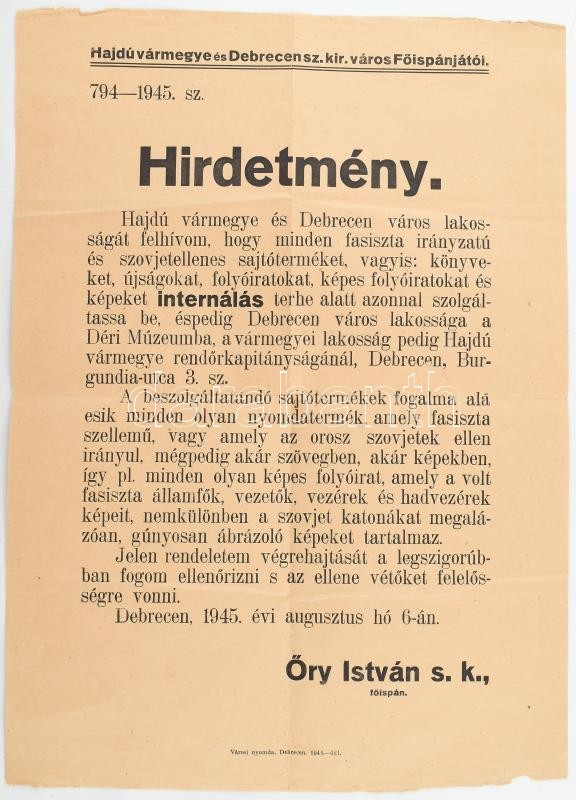 Hajdú vármegye és Debrecen sz. kir. város Főispánjától.
794—1945. sz.
Hirdetmény.
Hajdú vármegye és Debrecen város lakos-
ságát felhívom, hogy minden fasiszta irányzatú
és szovjetellenes sajtóterméket, vagyis: könyve-
ket, újságokat, folyóiratokat, képes folyóiratokat és
képeket internálás terhe alatt azonnal szolgál-
tassa be, éspedig Debrecen város lakossága a
Déri Múzeumba, a vármegyei lakosság pedig Hajdú
vármegye rendőrkapitányságánál, Debrecen, Bur-
gundia-utca 3. sz.
A beszolgáltatandó sajtótermékek fogalma alá
esik minden olyan nyomdatermék, amely fasiszta
szellemű, vagy amely az orosz szovjetek ellen
irányul, mégpedig akár szövegben, akár képekben,
így pl. minden olyan képes folyóirat, amely a volt
fasiszta államfők, vezetők, vezérek és hadvezérek
képeit, nemkülönben a szovjet katonákat megalá-
zóan, gúnyosan ábrázoló képeket tartalmaz.
Jelen rendeletem végrehajtását a legszigorúb-
ban fogom ellenőrizni s az ellene vétőket felelős-
ségre vonni.
Debrecen, 1945. évi augusztus hó 6-án.
Őry István s. k.,
főispán.
Városi nyomda, Debrecen. 1945—
darabanth